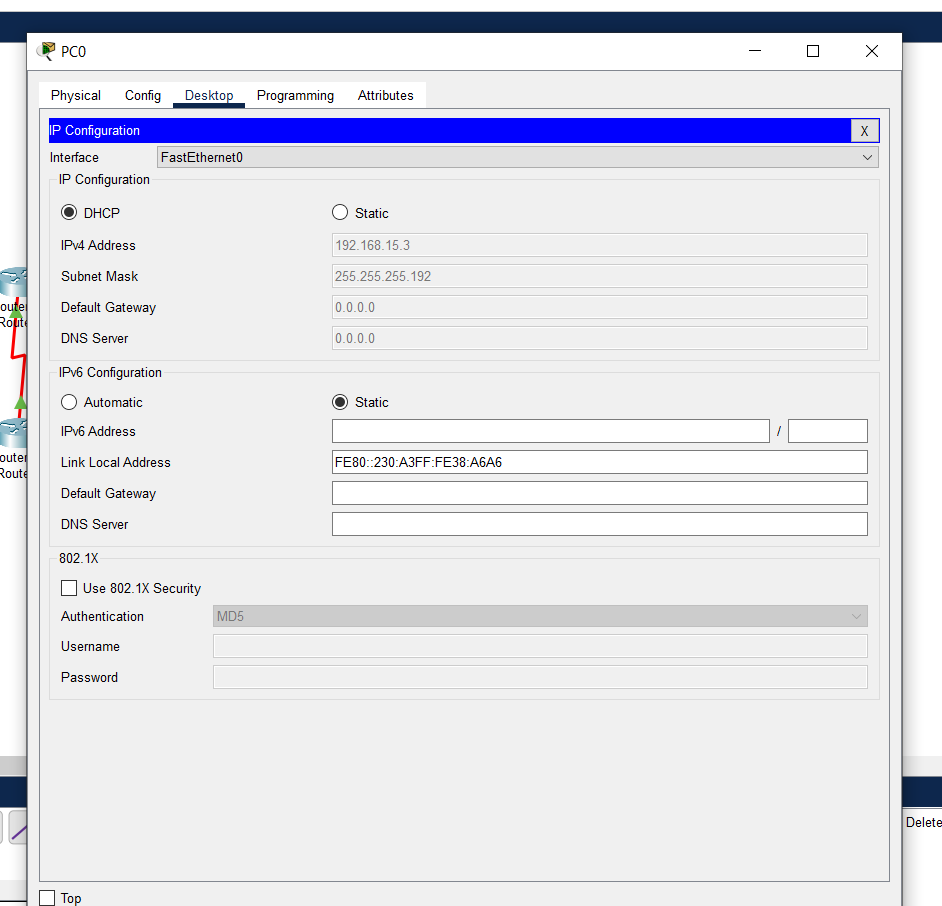 PC0
Physical Config Desktop Programming Attributes
IP Configuration X
Interface FastEthernet0
IP Configuration
DHCP Static
IPv4 Address 192.168.15.3
Subnet Mask 255.255.255.192
Default Gateway 0.0.0.0
DNS Server 0.0.0.0
IPv6 Configuration
Automatic Static
IPv6 Address /
Link Local Address FE80::230:A3FF:FE38:A6A6
Default Gateway
DNS Server
802.1X
Use 802.1X Security
Authentication MD5
Username
Password
Top
oute
Route
outer
Route
Delete